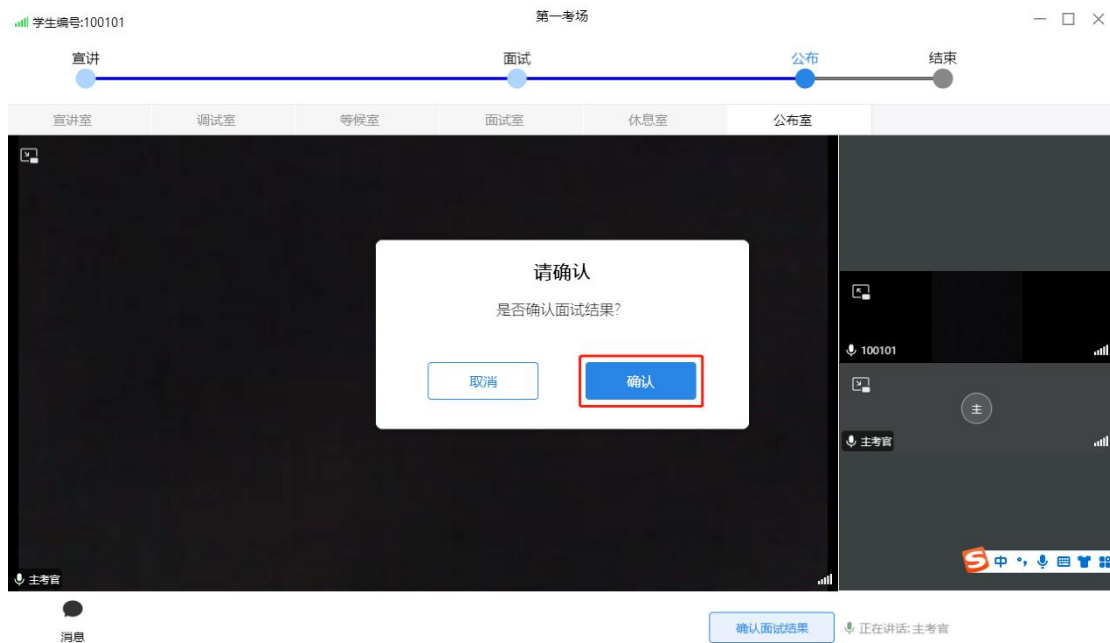 学生编号:100101
第一考场
宣讲 面试 公布 结束
宣讲室 调试室 等候室 面试室 休息室 公布室
请确认
是否确认面试结果?
取消 确认
100101
主
主考官
中
主考官
消息
确认面试结果 正在讲话: 主考官